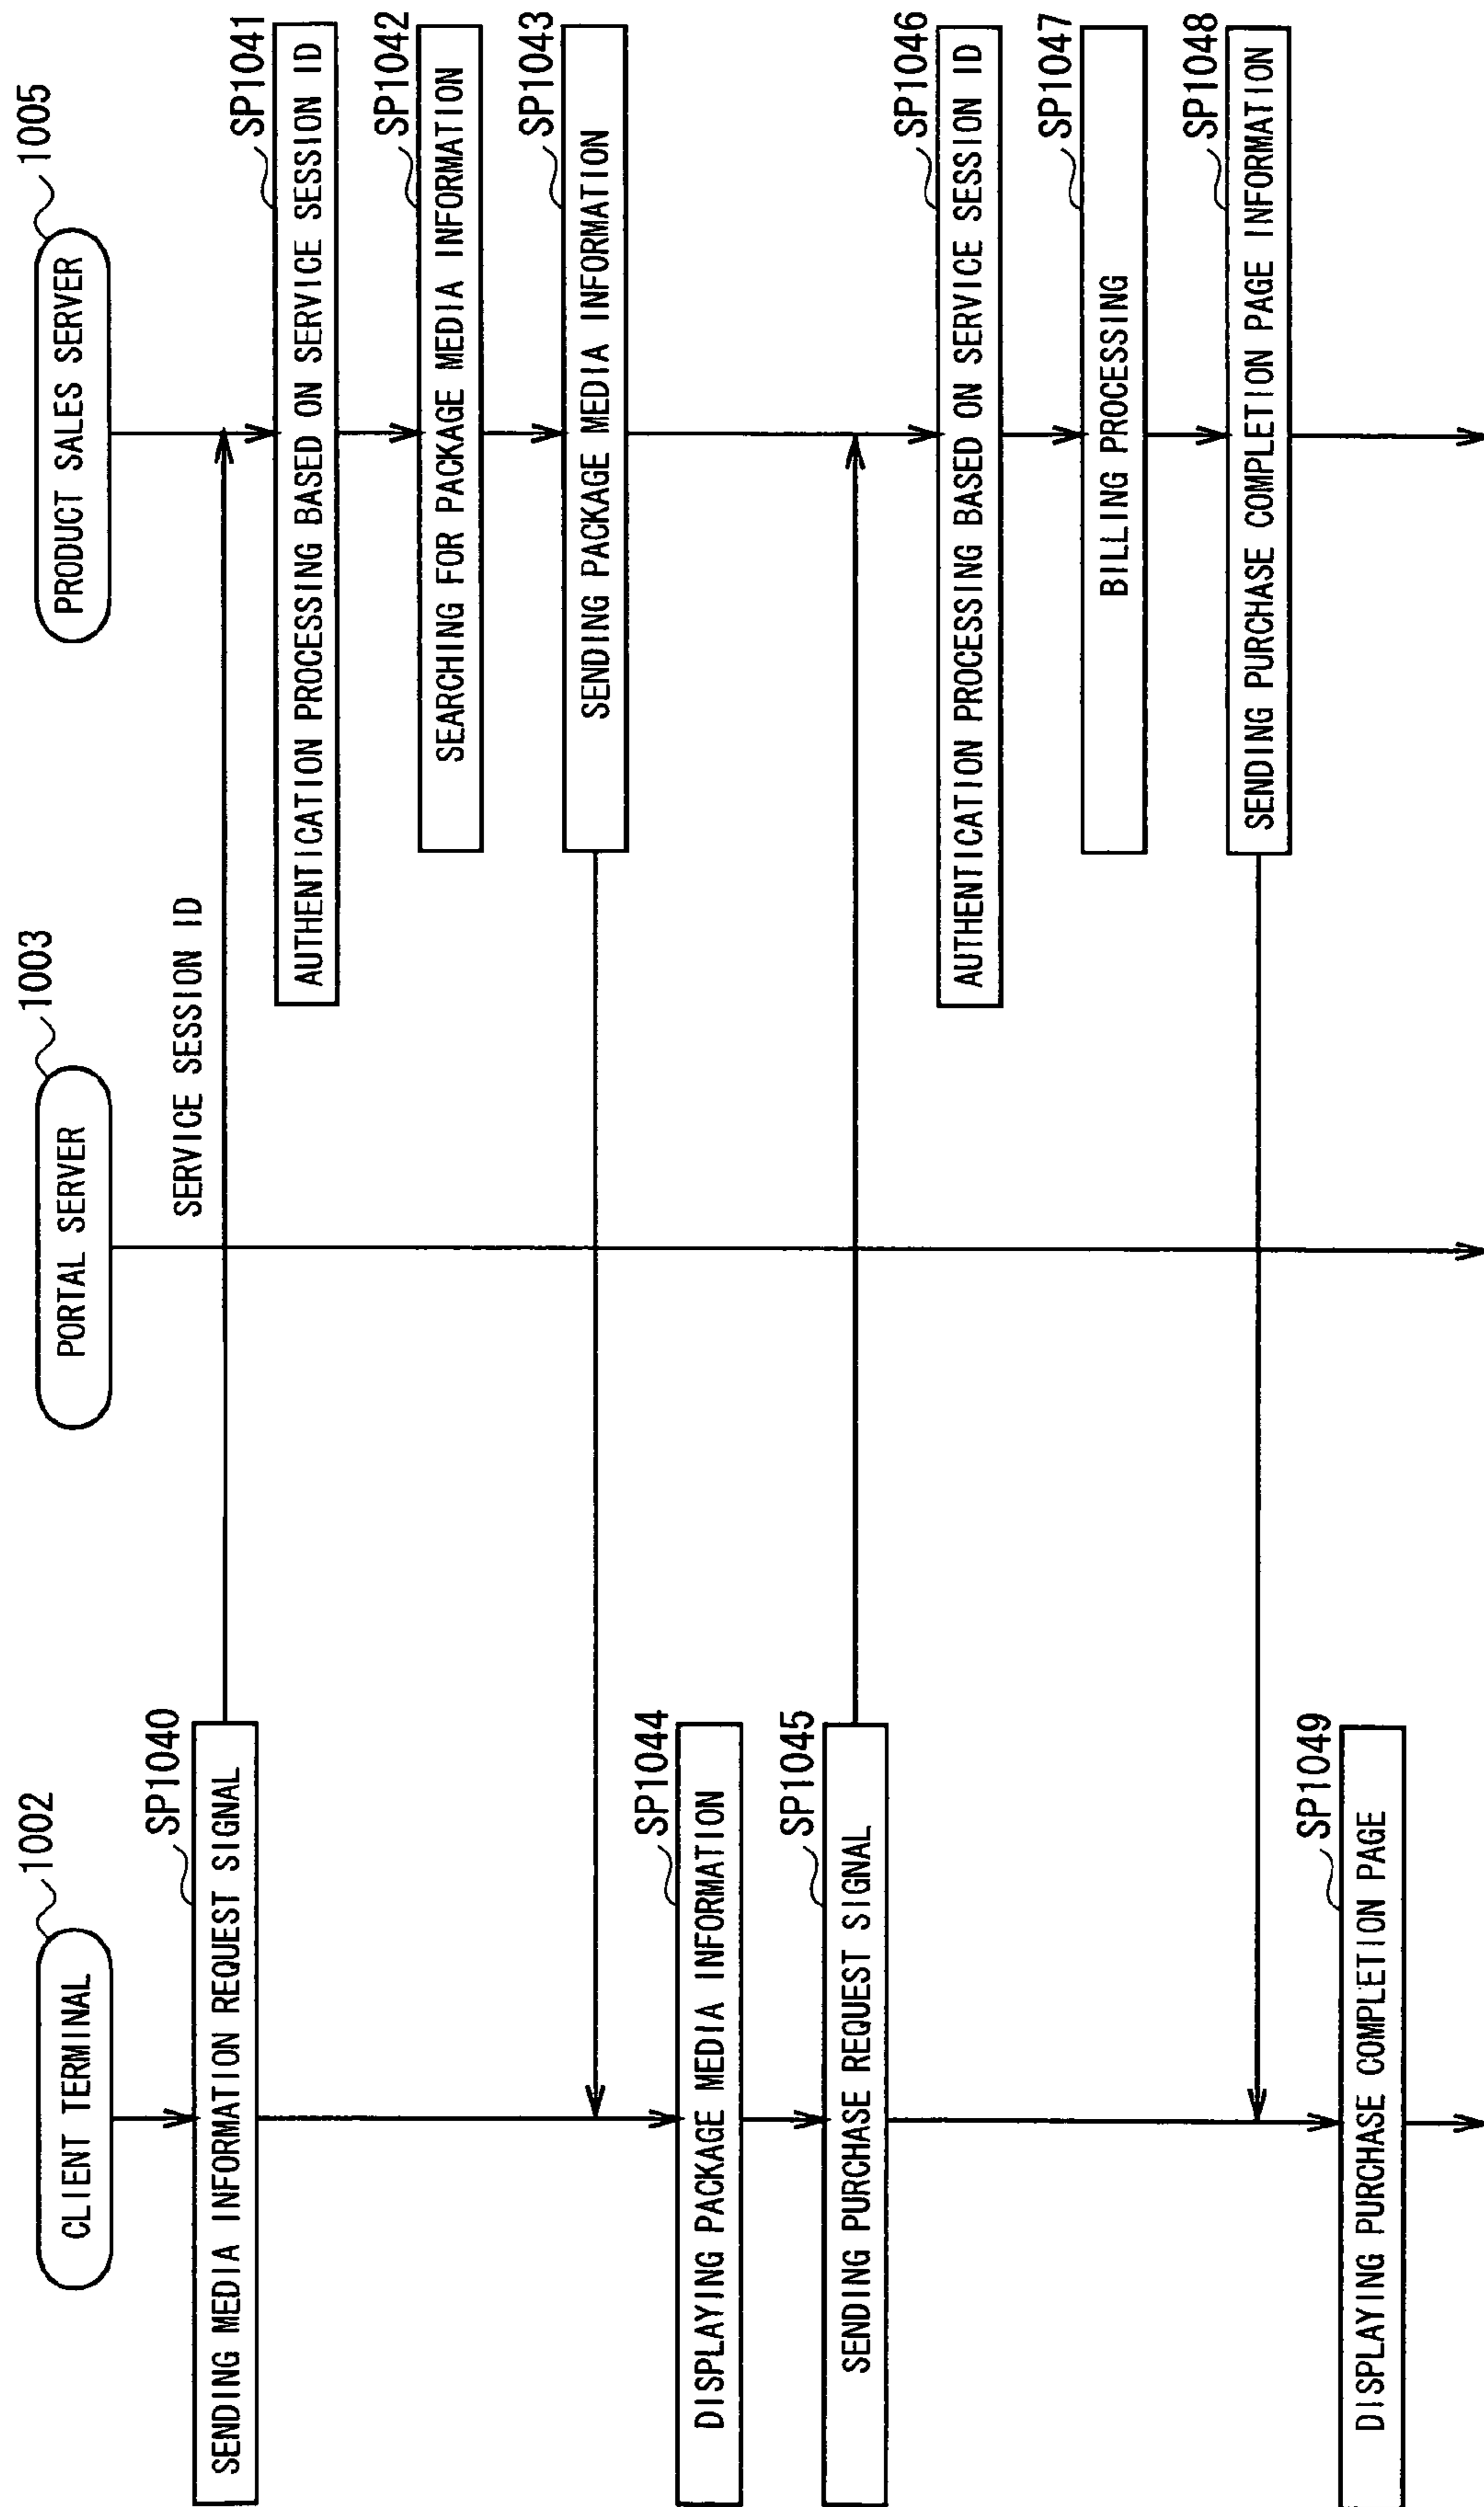 CLIENT TERMINAL
1002
PORTAL SERVER
1003
PRODUCT SALES SERVER
1005
SP1040
SENDING MEDIA INFORMATION REQUEST SIGNAL
SERVICE SESSION ID
SP1041
AUTHENTICATION PROCESSING BASED ON SERVICE SESSION ID
SP1042
SEARCHING FOR PACKAGE MEDIA INFORMATION
SP1043
SENDING PACKAGE MEDIA INFORMATION
SP1044
DISPLAYING PACKAGE MEDIA INFORMATION
SP1045
SENDING PURCHASE REQUEST SIGNAL
SP1046
AUTHENTICATION PROCESSING BASED ON SERVICE SESSION ID
SP1047
BILLING PROCESSING
SP1048
SENDING PURCHASE COMPLETION PAGE INFORMATION
SP1049
DISPLAYING PURCHASE COMPLETION PAGE